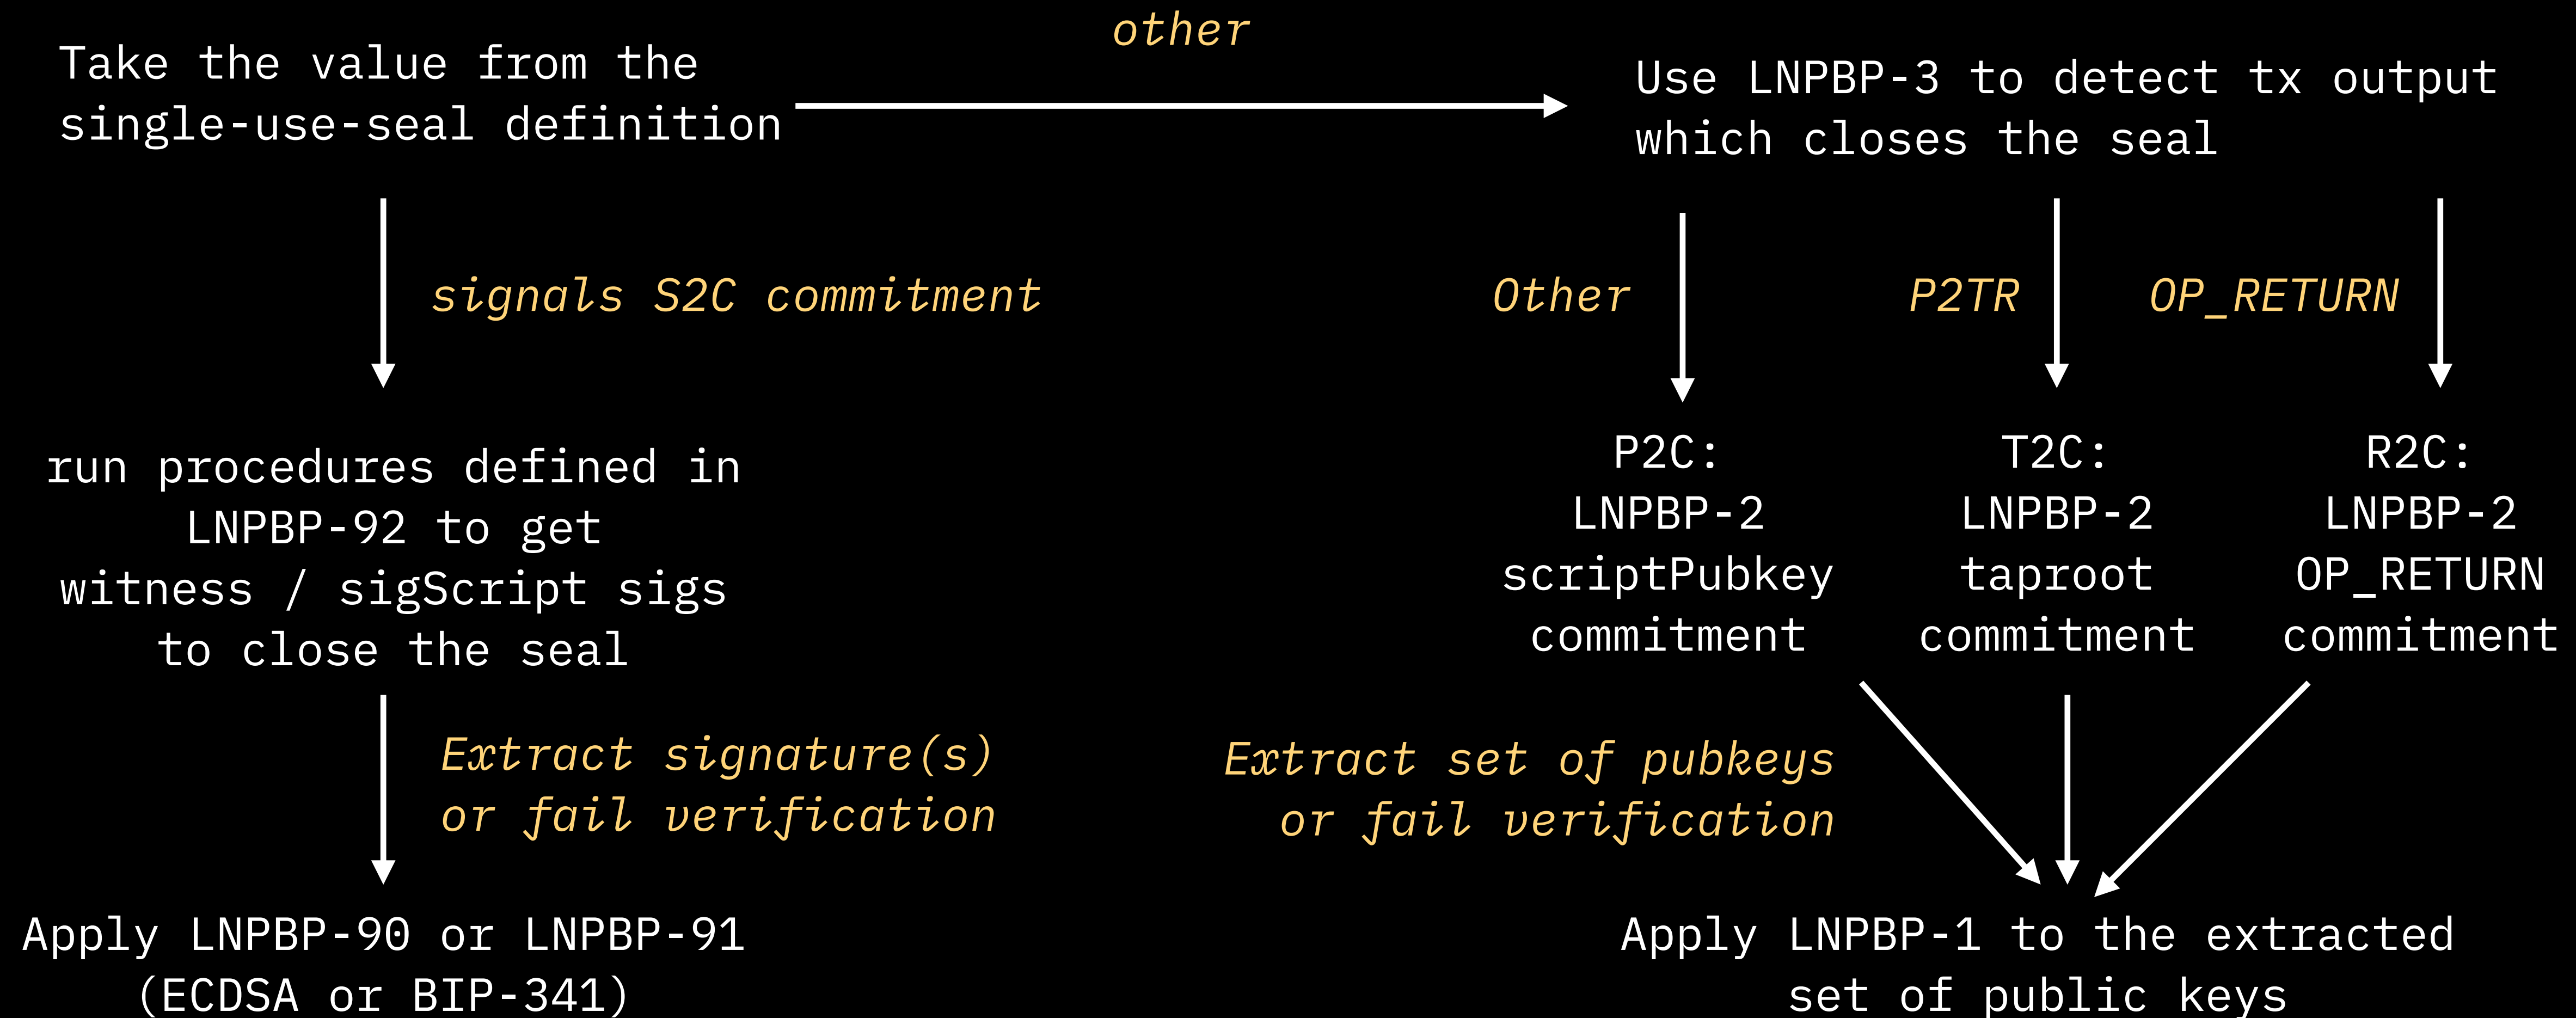 other
Take the value from the
single-use-seal definition
Use LNPBP-3 to detect tx output
which closes the seal
signals S2C commitment
Other
P2TR
OP_RETURN
run procedures defined in
LNPBP-92 to get
witness / sigScript sigs
to close the seal
P2C:
LNPBP-2
scriptPubkey
commitment
T2C:
LNPBP-2
taproot
commitment
R2C:
LNPBP-2
OP_RETURN
commitment
Extract signature(s)
or fail verification
Extract set of pubkeys
or fail verification
Apply LNPBP-90 or LNPBP-91
(ECDSA or BIP-341)
Apply LNPBP-1 to the extracted
set of public keys